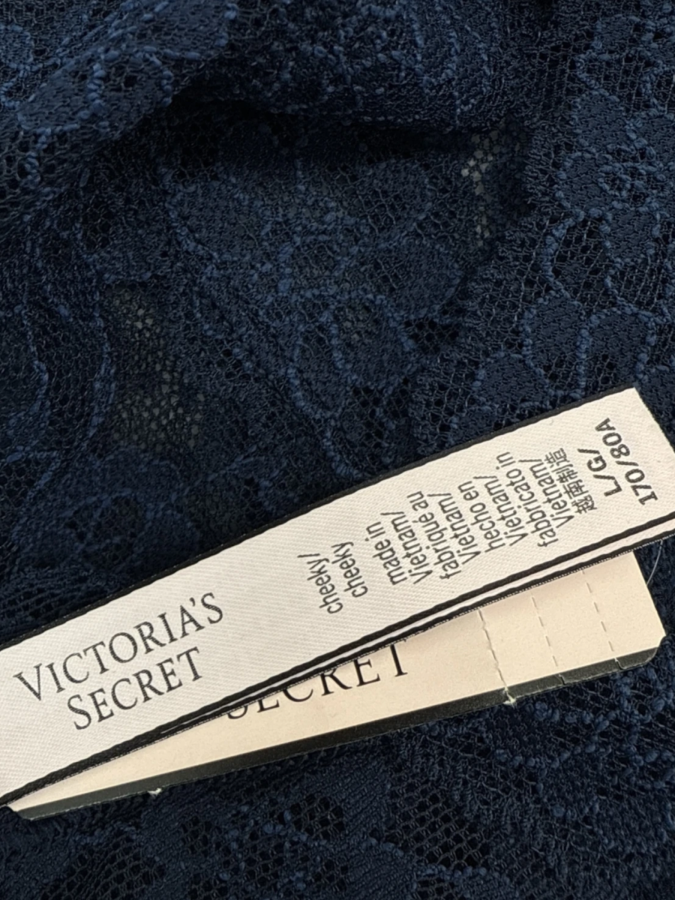 VICTORIA'S
SECRET
cheeky/
cheeky
made in
vietnam/
fabriqué au
Vietnam/
hecho en
Vietnam/
fabricato in
Vietnam/
越南制造
L/G/
170/80A
SECRET